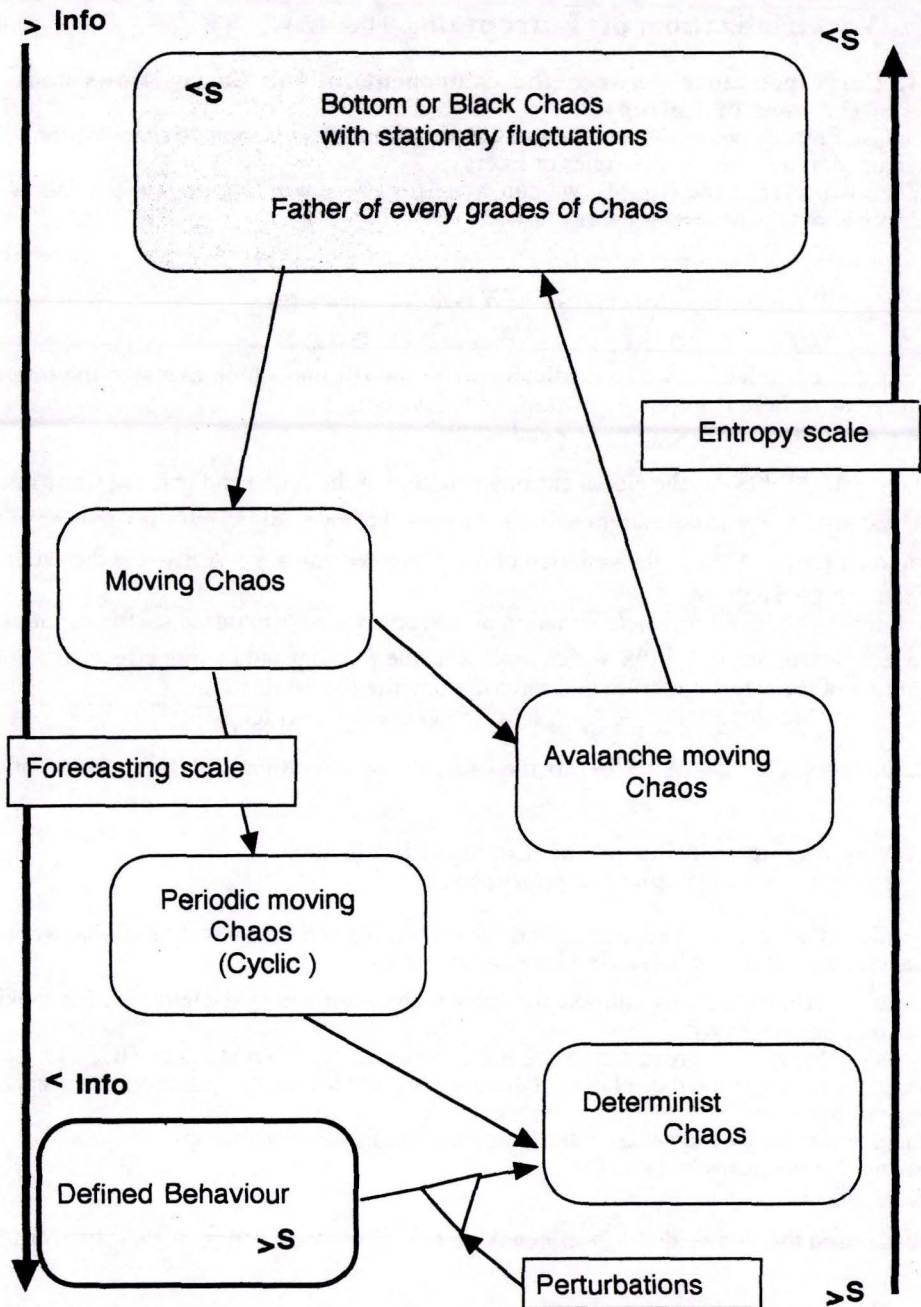 > Info
<S
<S
Bottom or Black Chaos
with stationary fluctuations
Father of every grades of Chaos
Entropy scale
Moving Chaos
Avalanche moving
Chaos
Forecasting scale
Periodic moving
Chaos
(Cyclic )
< Info
Determinist
Chaos
Defined Behaviour
>S
Perturbations
>S